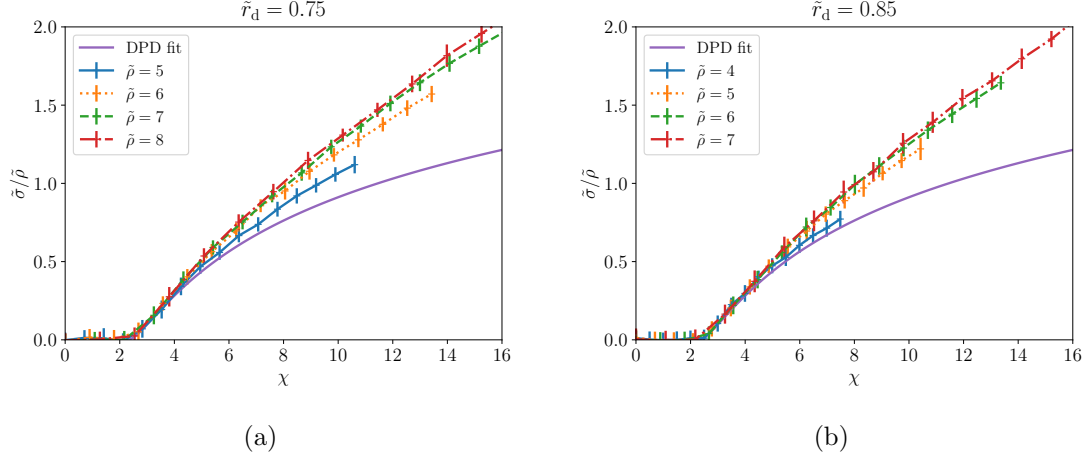 r̃_d = 0.75
2.0
1.5
1.0
0.5
0.0
σ̃/ρ̃
DPD fit
ρ̃ = 5
ρ̃ = 6
ρ̃ = 7
ρ̃ = 8
0 2 4 6 8 10 12 14 16
χ
(a)
r̃_d = 0.85
2.0
1.5
1.0
0.5
0.0
σ̃/ρ̃
DPD fit
ρ̃ = 4
ρ̃ = 5
ρ̃ = 6
ρ̃ = 7
0 2 4 6 8 10 12 14 16
χ
(b)